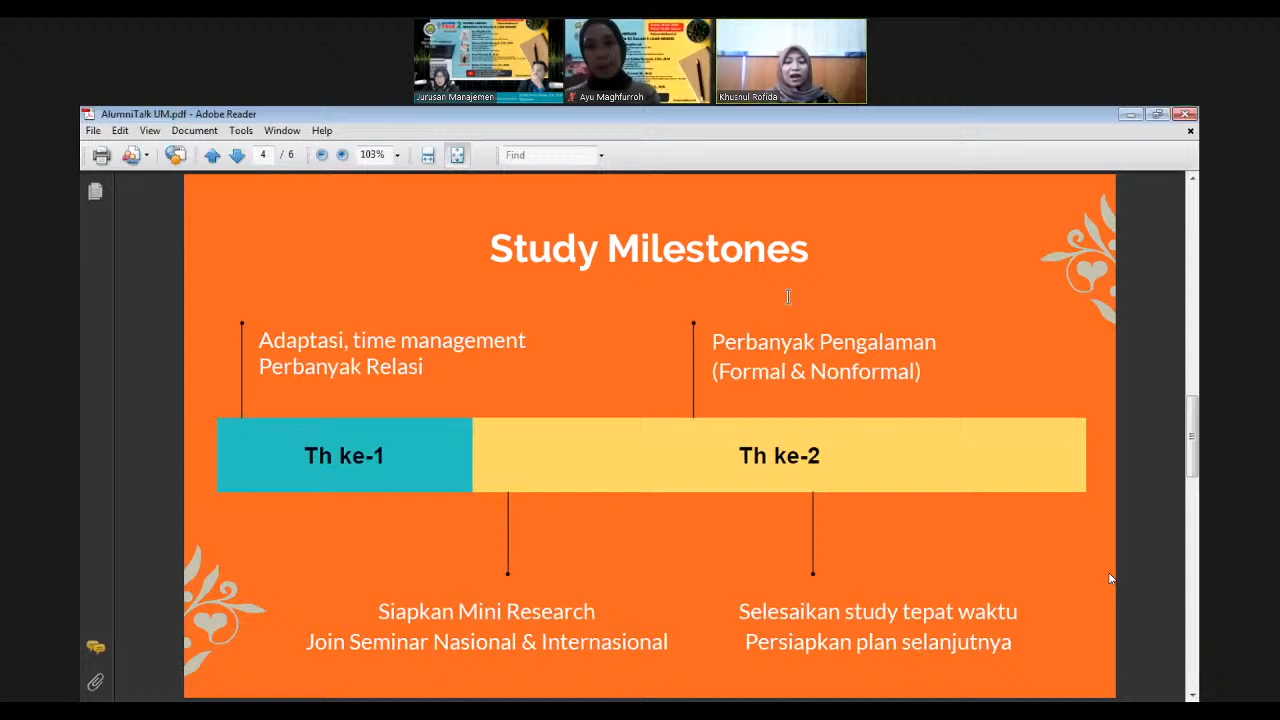 Jurusan Manajemen
Ayu Maghfurroh
Khusnul Rofida
AlumniTalk UM.pdf - Adobe Reader
File Edit View Document Tools Window Help
4 / 6 103% Find
Study Milestones
Adaptasi, time management
Perbanyak Relasi
Perbanyak Pengalaman
(Formal & Nonformal)
Th ke-1
Th ke-2
Siapkan Mini Research
Join Seminar Nasional & Internasional
Selesaikan study tepat waktu
Persiapkan plan selanjutnya